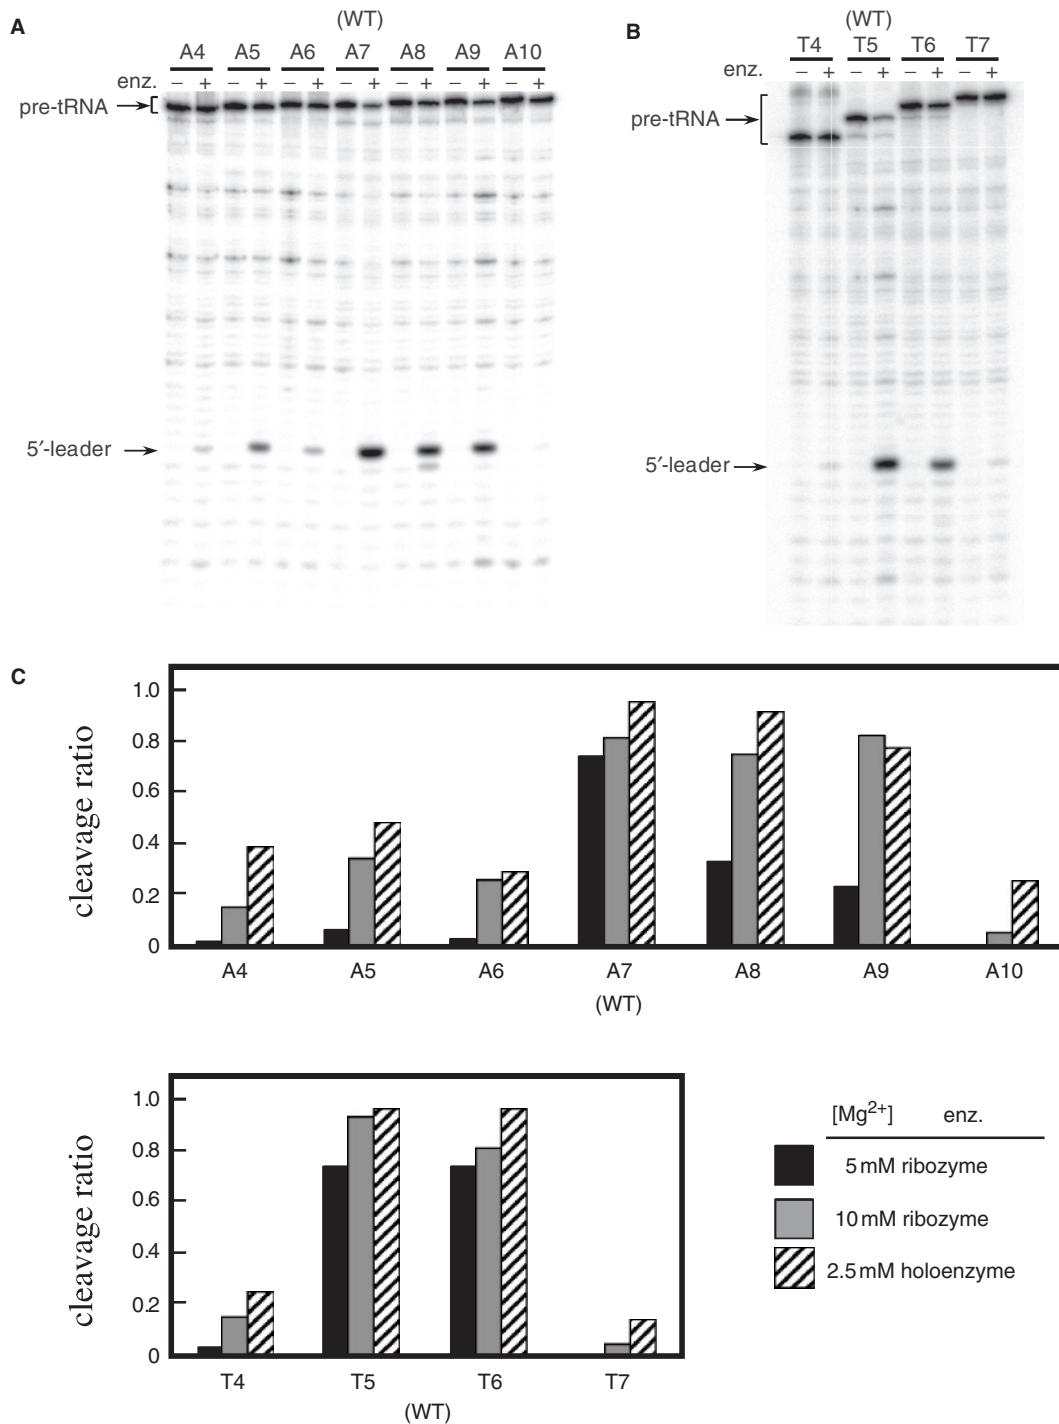 A
(WT)
A4 A5 A6 A7 A8 A9 A10
enz. − + − + − + − + − + − + − +
pre-tRNA
5′-leader
B
(WT)
T4 T5 T6 T7
enz. − + − + − + − +
pre-tRNA
5′-leader
C
cleavage ratio
1.0
0.8
0.6
0.4
0.2
0
A4 A5 A6 A7 A8 A9 A10
(WT)
cleavage ratio
1.0
0.8
0.6
0.4
0.2
0
T4 T5 T6 T7
(WT)
[Mg2+] enz.
5 mM ribozyme
10 mM ribozyme
2.5 mM holoenzyme